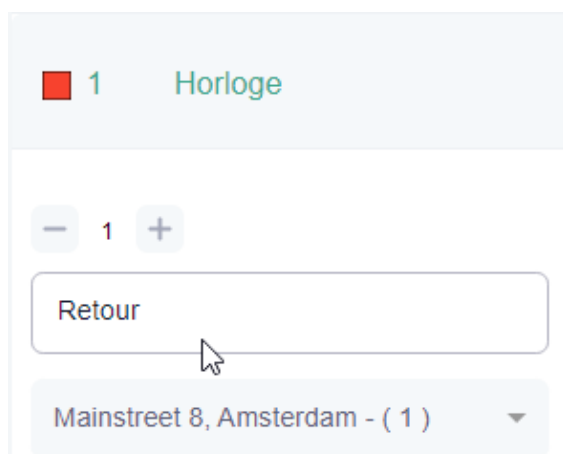 1 Horloge
− 1 +
Retour
Mainstreet 8, Amsterdam - ( 1 )